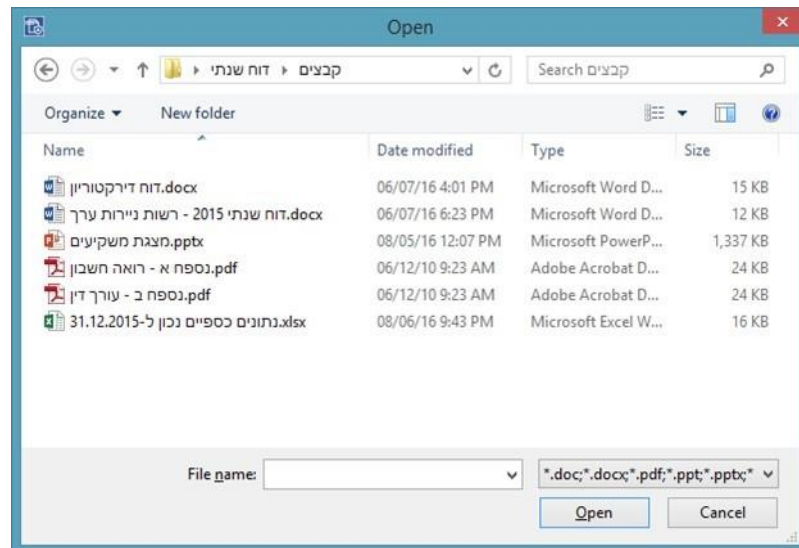 Open
דוח שנתי קבצים Search קבצים
Organize New folder
Name Date modified Type Size
דוח דירקטוריון.docx 06/07/16 4:01 PM Microsoft Word D... 15 KB
דוח שנתי 2015 - רשות ניירות ערך.docx 06/07/16 6:23 PM Microsoft Word D... 12 KB
מצגת משקיעים.pptx 08/05/16 12:07 PM Microsoft PowerP... 1,337 KB
נספח א - רואה חשבון.pdf 06/12/10 9:23 AM Adobe Acrobat D... 24 KB
נספח ב - עורך דין.pdf 06/12/10 9:23 AM Adobe Acrobat D... 24 KB
נתונים כספיים נכון ל-31.12.2015.xlsx 08/06/16 9:43 PM Microsoft Excel W... 16 KB
File name: *.doc;*.docx;*.pdf;*.ppt;*.pptx;*
Open Cancel